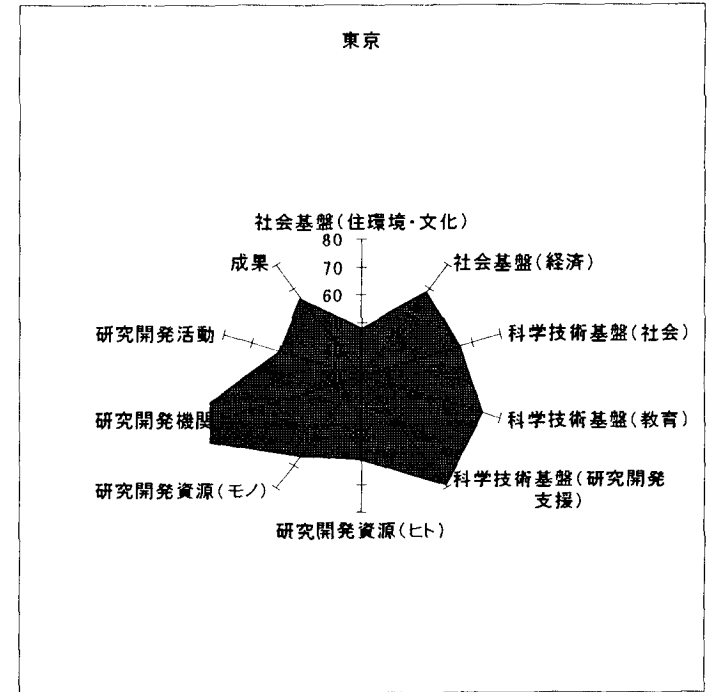 東京
社会基盤(住環境・文化)
80
70
60
成果
社会基盤(経済)
研究開発活動
科学技術基盤(社会)
研究開発機関
科学技術基盤(教育)
研究開発資源(モノ)
科学技術基盤(研究開発
支援)
研究開発資源(ヒト)